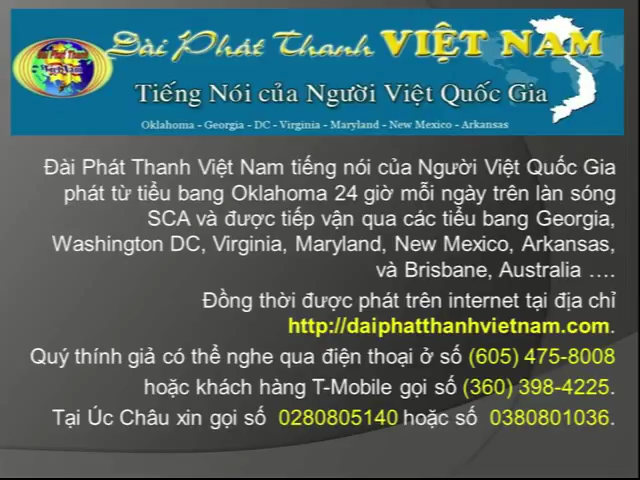 Đài Phát Thanh VIỆT NAM
Tiếng Nói của Người Việt Quốc Gia
Oklahoma - Georgia - DC - Virginia - Maryland - New Mexico - Arkansas
Đài Phát Thanh Việt Nam tiếng nói của Người Việt Quốc Gia
phát từ tiểu bang Oklahoma 24 giờ mỗi ngày trên làn sóng
SCA và được tiếp vận qua các tiểu bang Georgia,
Washington DC, Virginia, Maryland, New Mexico, Arkansas,
và Brisbane, Australia ….
Đồng thời được phát trên internet tại địa chỉ
http://daiphatthanhvietnam.com.
Quý thính giả có thể nghe qua điện thoại ở số (605) 475-8008
hoặc khách hàng T-Mobile gọi số (360) 398-4225.
Tại Úc Châu xin gọi số 0280805140 hoặc số 0380801036.